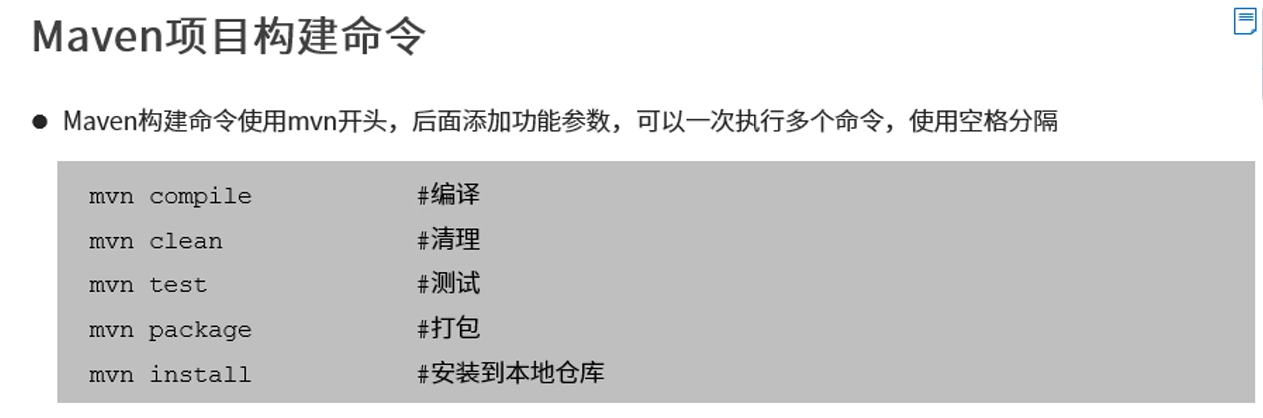 Maven项目构建命令
Maven构建命令使用mvn开头，后面添加功能参数，可以一次执行多个命令，使用空格分隔
mvn compile #编译
mvn clean #清理
mvn test #测试
mvn package #打包
mvn install #安装到本地仓库